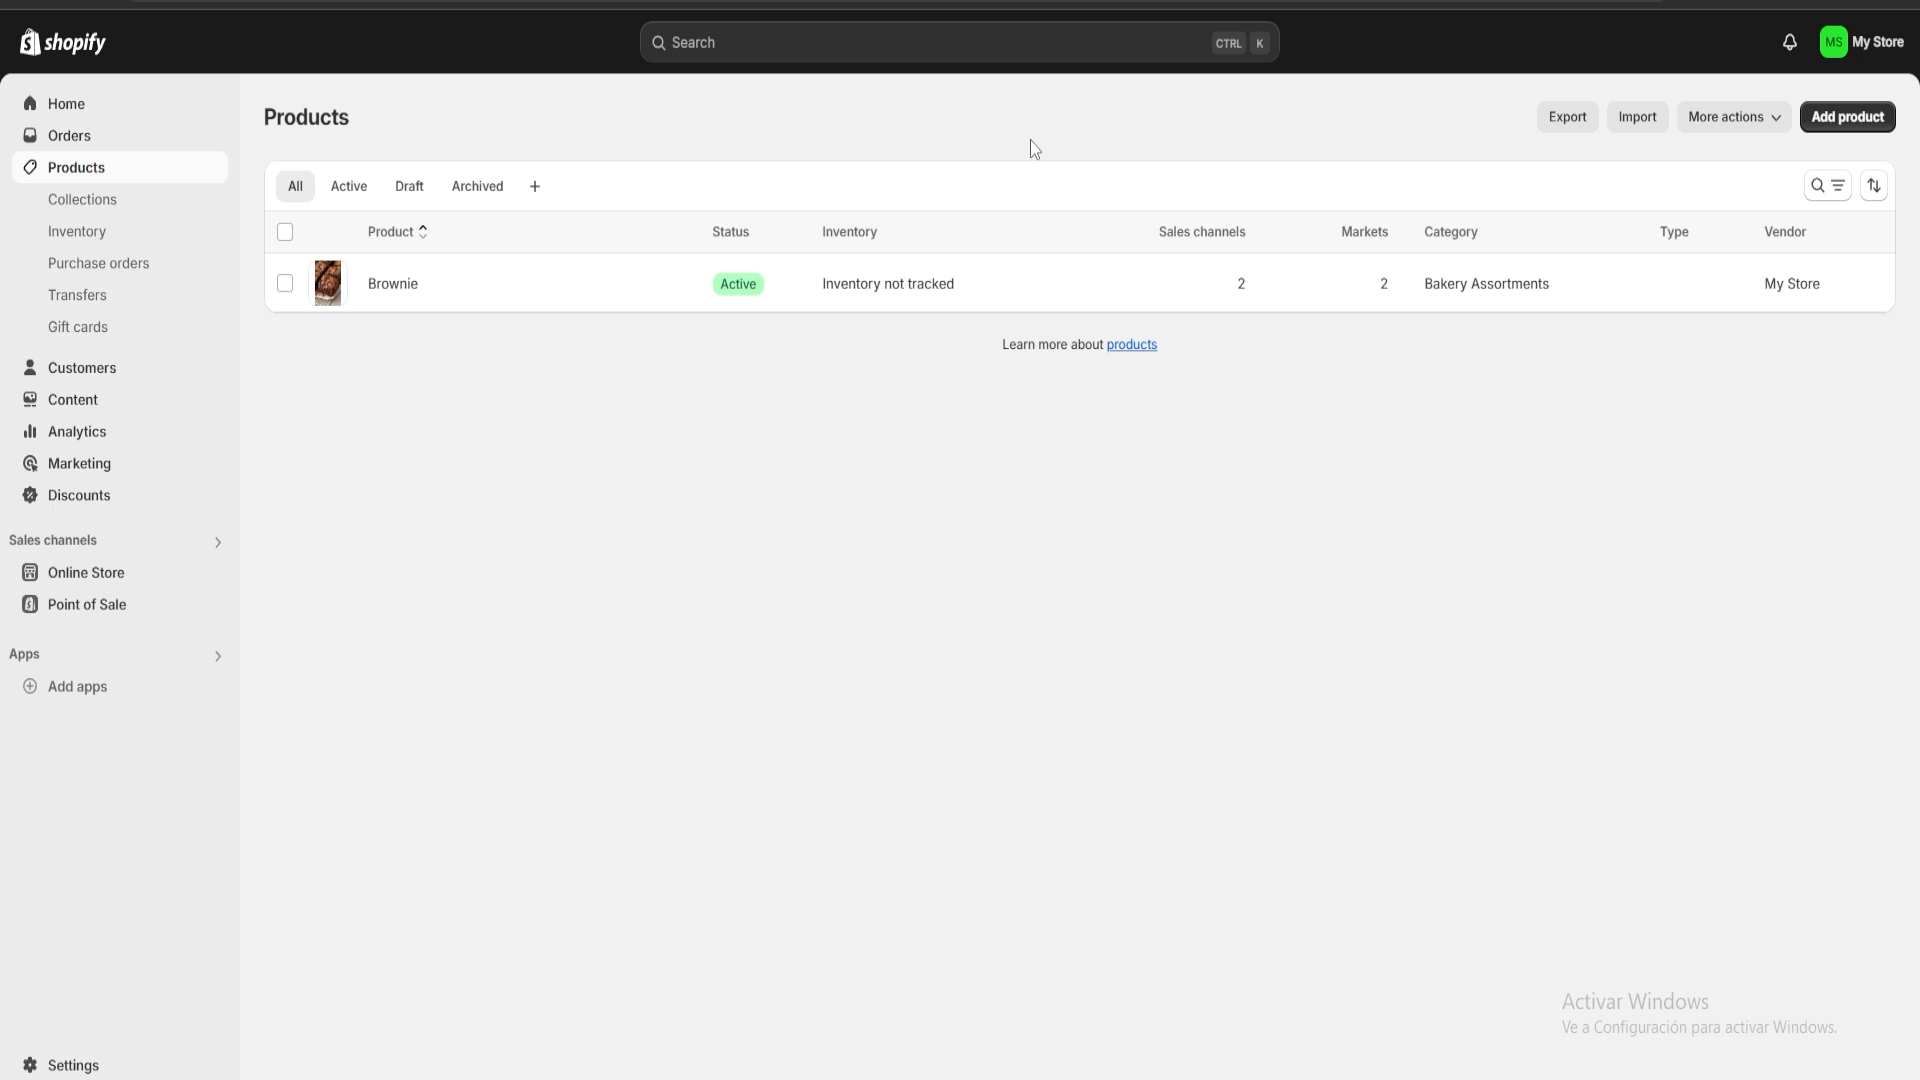 shopify
Search CTRL K
MS My Store
Home
Orders
Products
Collections
Inventory
Purchase orders
Transfers
Gift cards
Customers
Content
Analytics
Marketing
Discounts
Sales channels
Online Store
Point of Sale
Apps
Add apps
Settings
Products
Export Import More actions Add product
All Active Draft Archived +
Product Status Inventory Sales channels Markets Category Type Vendor
Brownie Active Inventory not tracked 2 2 Bakery Assortments My Store
Learn more about products
Activar Windows
Ve a Configuración para activar Windows.